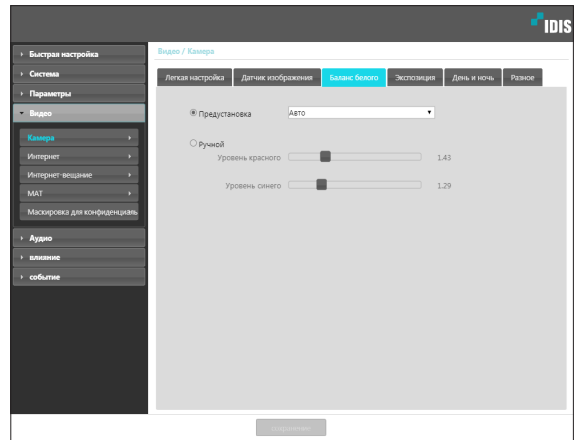 IDIS
Быстрая настройка
Система
Параметры
Видео
Камера
Интернет
Интернет-вещание
MAT
Маскировка для конфиденциаль
Аудио
влияние
событие
Видео / Камера
Легкая настройка Датчик изображения Баланс белого Экспозиция День и ночь Разное
Предустановка Авто
Ручной
Уровень красного 1.43
Уровень синего 1.29
сохранение